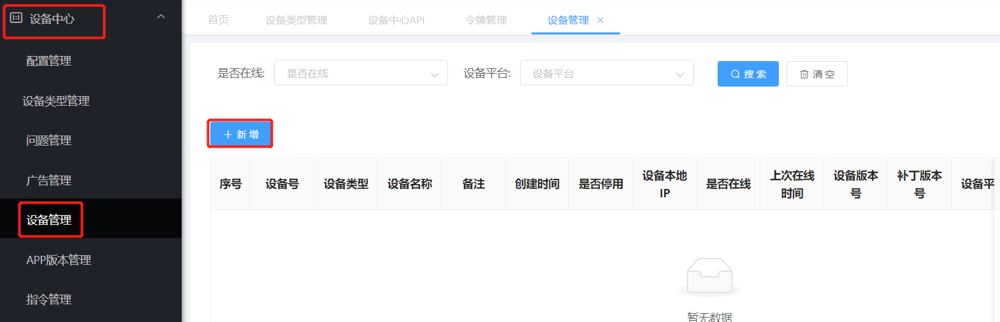 设备中心
配置管理
设备类型管理
问题管理
广告管理
设备管理
APP版本管理
指令管理
首页 设备类型管理 设备中心API 令牌管理 设备管理 ×
是否在线: 是否在线 设备平台: 设备平台 搜索 清空
+ 新增
序号 设备号 设备类型 设备名称 备注 创建时间 是否停用 设备本地IP 是否在线 上次在线时间 设备版本号 补丁版本号 设备平
暂无数据